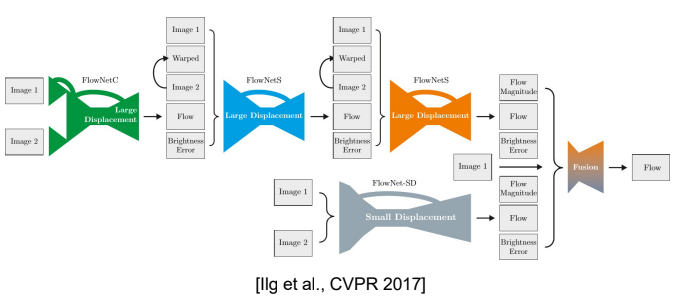 FlowNetC
Image 1
Image 2
Large
Displacement
Image 1
Warped
Image 2
Flow
Brightness
Error
FlowNetS
Large Displacement
Image 1
Warped
Image 2
Flow
Brightness
Error
FlowNetS
Large Displacement
Flow
Magnitude
Flow
Brightness
Error
Image 1
Image 1
Image 2
FlowNet-SD
Small Displacement
Flow
Magnitude
Flow
Brightness
Error
Fusion
Flow
[Ilg et al., CVPR 2017]